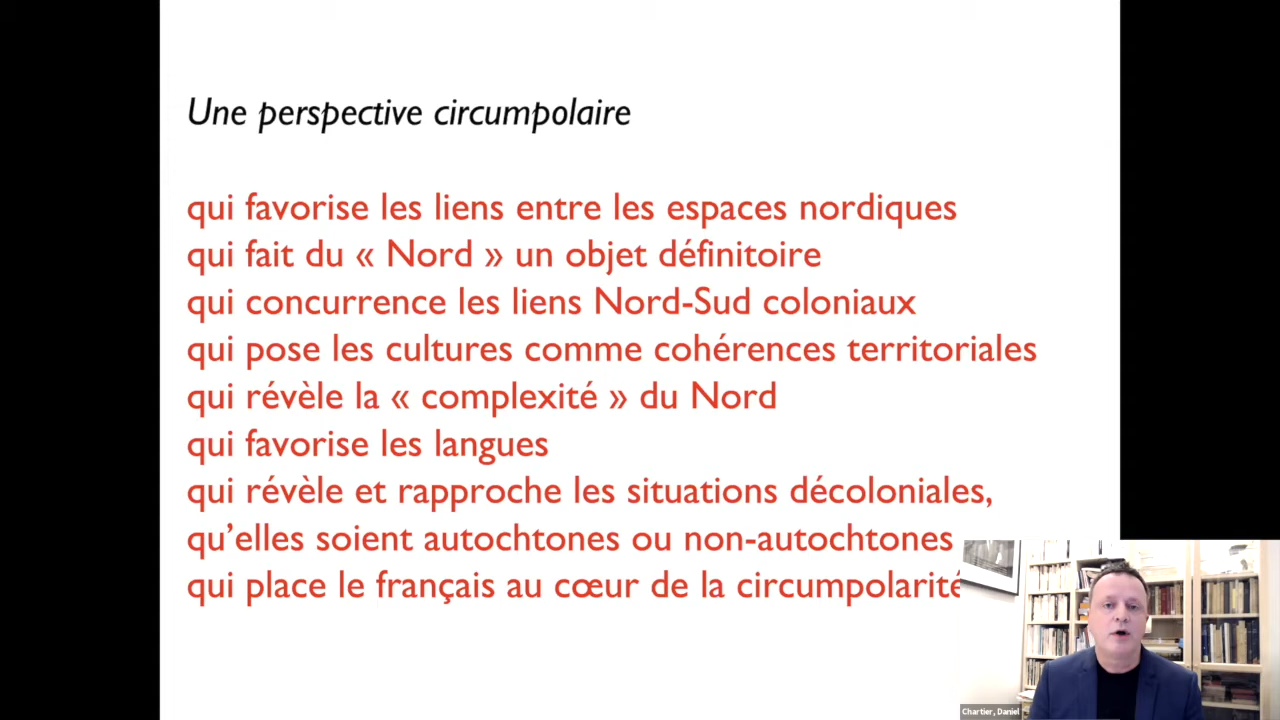 Une perspective circumpolaire
qui favorise les liens entre les espaces nordiques
qui fait du « Nord » un objet définitoire
qui concurrence les liens Nord-Sud coloniaux
qui pose les cultures comme cohérences territoriales
qui révèle la « complexité » du Nord
qui favorise les langues
qui révèle et rapproche les situations décoloniales,
qu’elles soient autochtones ou non-autochtones
qui place le français au cœur de la circumpolarité
Chartier, Daniel